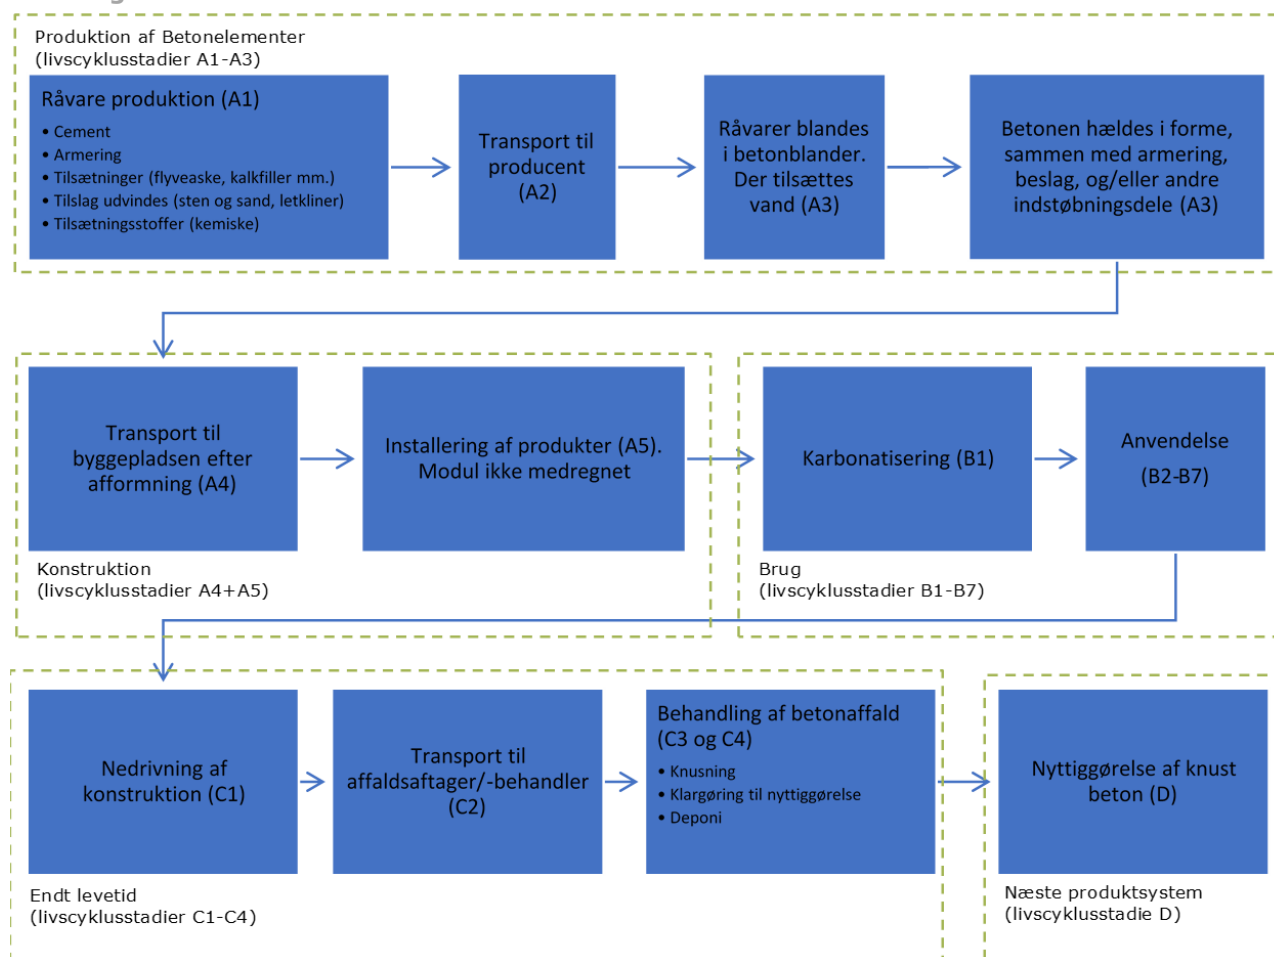 Produktion af Betonelementer
(livscyklusstadier A1-A3)
Råvare produktion (A1)
• Cement
• Armering
• Tilsætninger (flyveaske, kalkfiller mm.)
• Tilslag udvindes (sten og sand, letkliner)
• Tilsætningsstoffer (kemiske)
Transport til
producent
(A2)
Råvarer blandes
i betonblander.
Der tilsættes
vand (A3)
Betonen hældes i forme,
sammen med armering,
beslag, og/eller andre
indstøbningsdele (A3)
Transport til
byggepladsen efter
afformning (A4)
Installering af produkter (A5).
Modul ikke medregnet
Konstruktion
(livscyklusstadier A4+A5)
Karbonatisering (B1)
Anvendelse
(B2-B7)
Brug
(livscyklusstadier B1-B7)
Nedrivning af
konstruktion (C1)
Transport til
affaldsaftager/-behandler
(C2)
Behandling af betonaffald
(C3 og C4)
• Knusning
• Klargøring til nyttiggørelse
• Deponi
Endt levetid
(livscyklusstadier C1-C4)
Nyttiggørelse af knust
beton (D)
Næste produktsystem
(livscyklusstadie D)